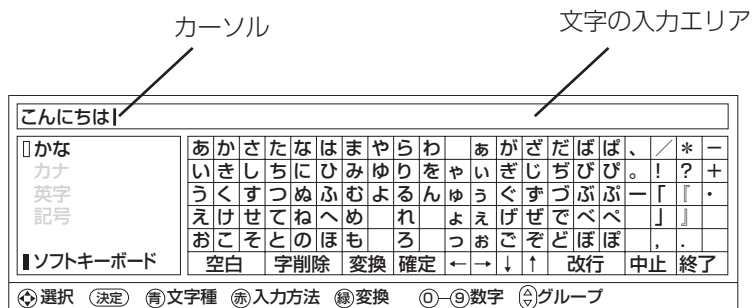 カーソル 文字の入力エリア
こんにちは
かな
カナ
英字
記号
ソフトキーボード
あ か さ た な は ま や ら わ ぁ が ざ だ ば ぱ 、 ／ ＊ −
い き し ち に ひ み ゆ り を ゃ ぃ ぎ じ ぢ び ぴ 。 ！ ？ ＋
う く す つ ぬ ふ む よ る ん ゅ ぅ ぐ ず づ ぶ ぷ ー 「 『 ・
え け せ て ね へ め れ ょ ぇ げ ぜ で べ ぺ 」 』
お こ そ と の ほ も ろ っ ぉ ご ぞ ど ぼ ぽ ， ．
空白 字削除 変換 確定 ← → ↓ ↑ 改行 中止 終了
選択 決定 青文字種 赤入力方法 緑変換 0–9数字 グループ